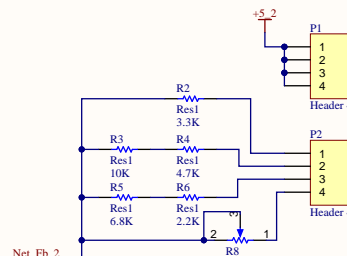 +5_2
P1
1
2
3
4
Header
R2
Res1
3.3K
P2
1
2
3
4
Header
R3
Res1
10K
R4
Res1
4.7K
R5
Res1
6.8K
R6
Res1
2.2K
3
2
1
R8
Net_Fb_2